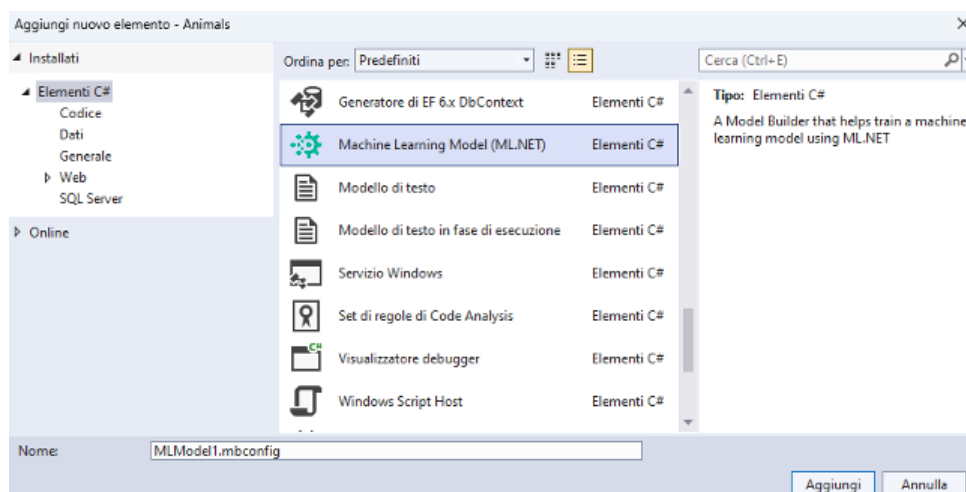 Aggiungi nuovo elemento - Animals
Installati
Elementi C#
Codice
Dati
Generale
Web
SQL Server
Online
Ordina per: Predefiniti
Generatore di EF 6.x DbContext Elementi C#
Machine Learning Model (ML.NET) Elementi C#
Modello di testo Elementi C#
Modello di testo in fase di esecuzione Elementi C#
Servizio Windows Elementi C#
Set di regole di Code Analysis Elementi C#
Visualizzatore debugger Elementi C#
Windows Script Host Elementi C#
Cerca (Ctrl+E)
Tipo: Elementi C#
A Model Builder that helps train a machine
learning model using ML.NET
Nome: MLModel1.mbconfig
Aggiungi Annulla